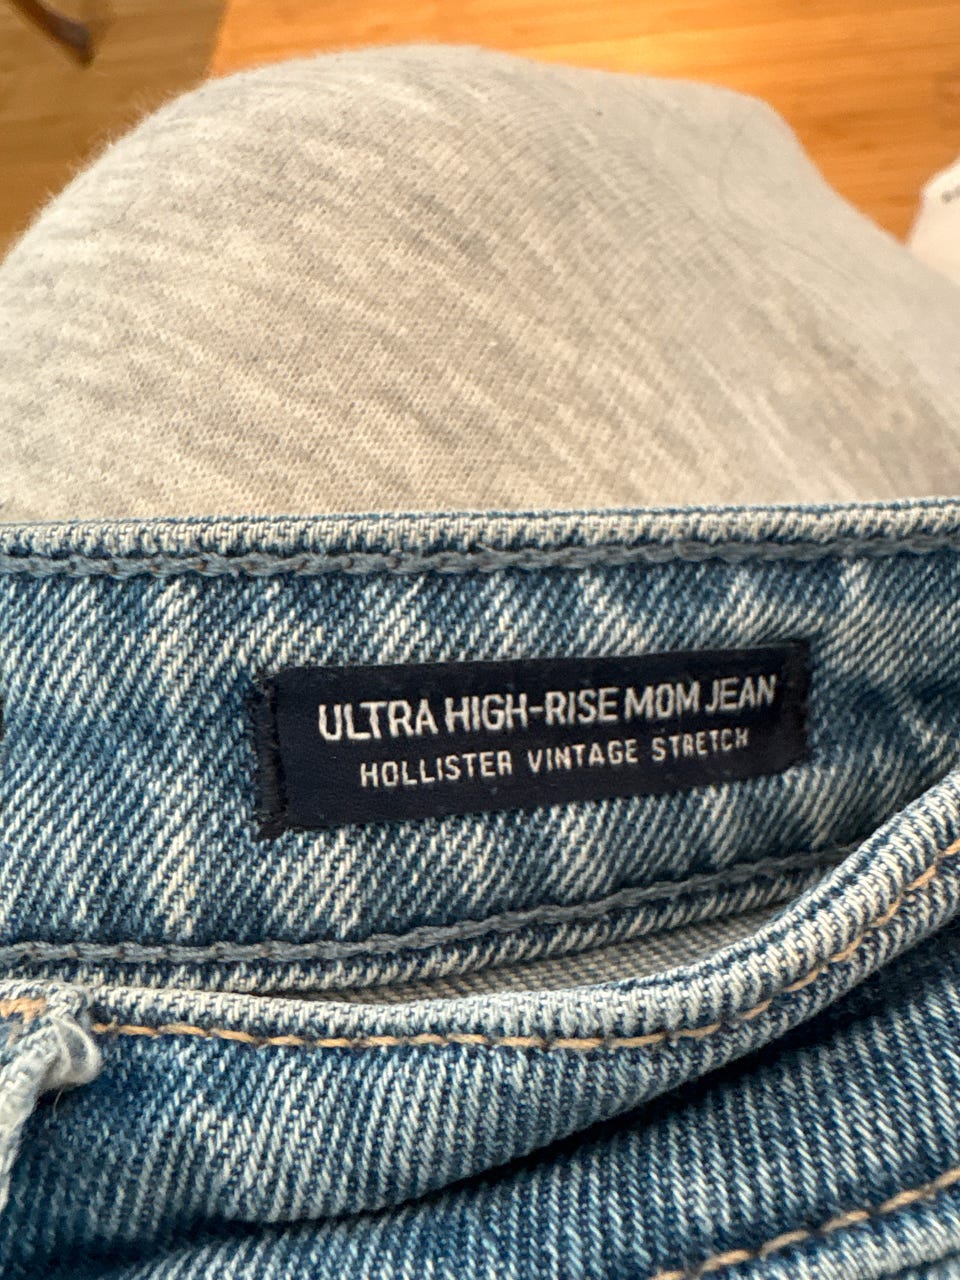 ULTRA HIGH-RISE MOM JEAN
HOLLISTER VINTAGE STRETCH